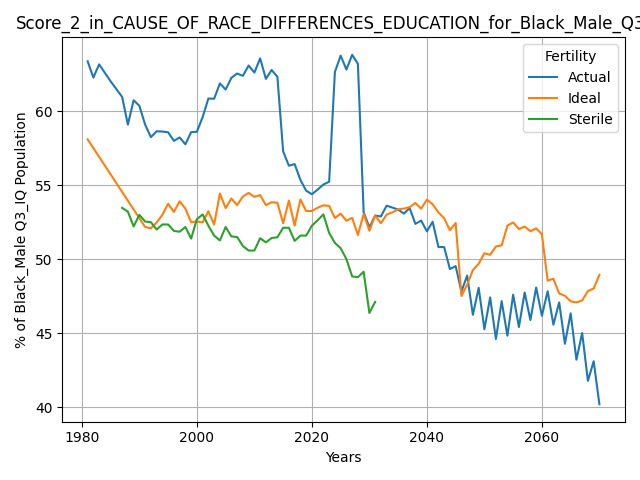 Score_2_in_CAUSE_OF_RACE_DIFFERENCES_EDUCATION_for_Black_Male_Q3
Fertility
Actual
Ideal
Sterile
% of Black_Male Q3_IQ Population
60
55
50
45
40
1980
2000
2020
2040
2060
Years